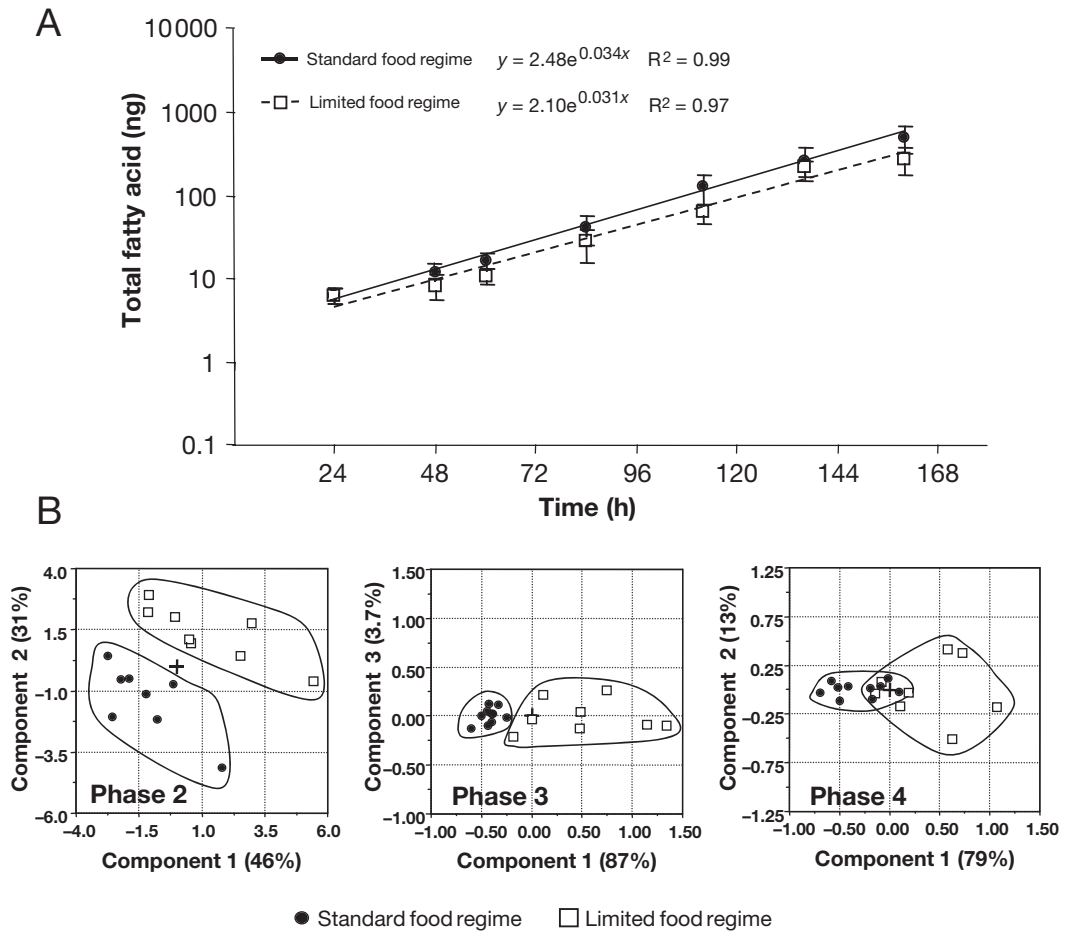 A
10 000
1000
100
10
1
0.1
Total fatty acid (ng)
Standard food regime y = 2.48e0.034x R2 = 0.99
Limited food regime y = 2.10e0.031x R2 = 0.97
24 48 72 96 120 144 168
Time (h)
B
4.0
1.5
−1.0
−3.5
−6.0
Component 2 (31%)
Phase 2
−4.0 −1.5 1.0 3.5 6.0
Component 1 (46%)
1.50
1.00
0.50
0.00
−0.50
−1.00
Component 3 (3.7%)
Phase 3
−1.00 −0.50 0.00 0.50 1.00 1.50
Component 1 (87%)
1.25
0.75
0.25
−0.25
−0.75
−1.25
Component 2 (13%)
Phase 4
−1.00 −0.50 0.00 0.50 1.00 1.50
Component 1 (79%)
Standard food regime Limited food regime